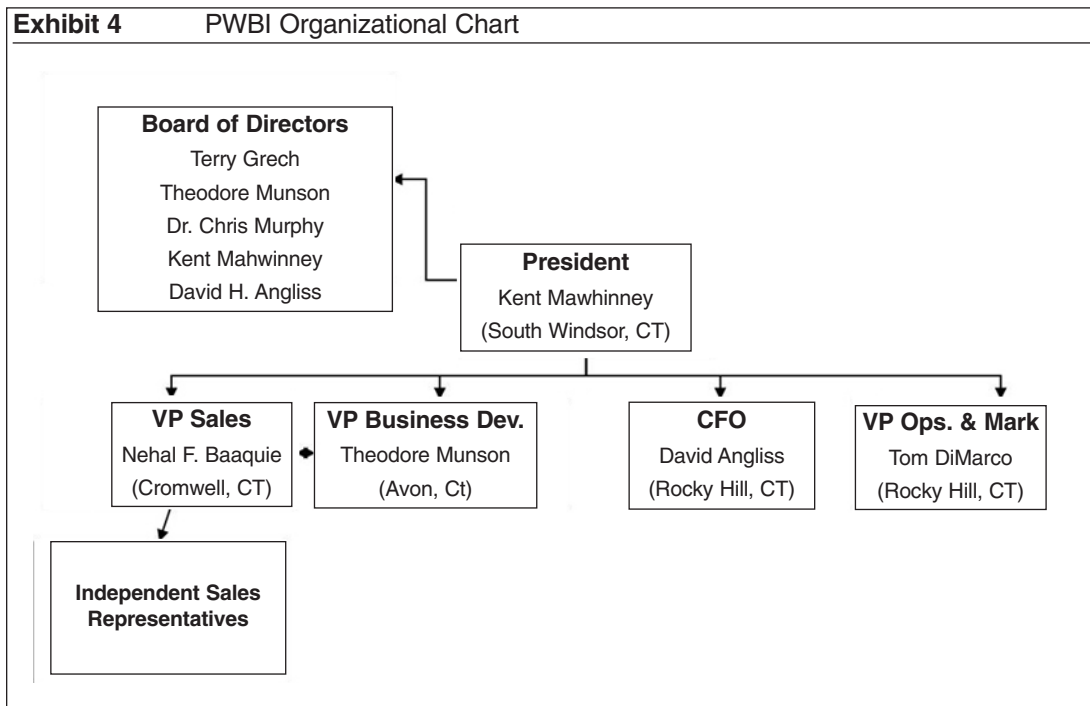 Exhibit 4 PWBI Organizational Chart
Board of Directors
Terry Grech
Theodore Munson
Dr. Chris Murphy
Kent Mahwinney
David H. Angliss
President
Kent Mawhinney
(South Windsor, CT)
VP Sales
Nehal F. Baaquie
(Cromwell, CT)
VP Business Dev.
Theodore Munson
(Avon, Ct)
CFO
David Angliss
(Rocky Hill, CT)
VP Ops. & Mark
Tom DiMarco
(Rocky Hill, CT)
Independent Sales
Representatives